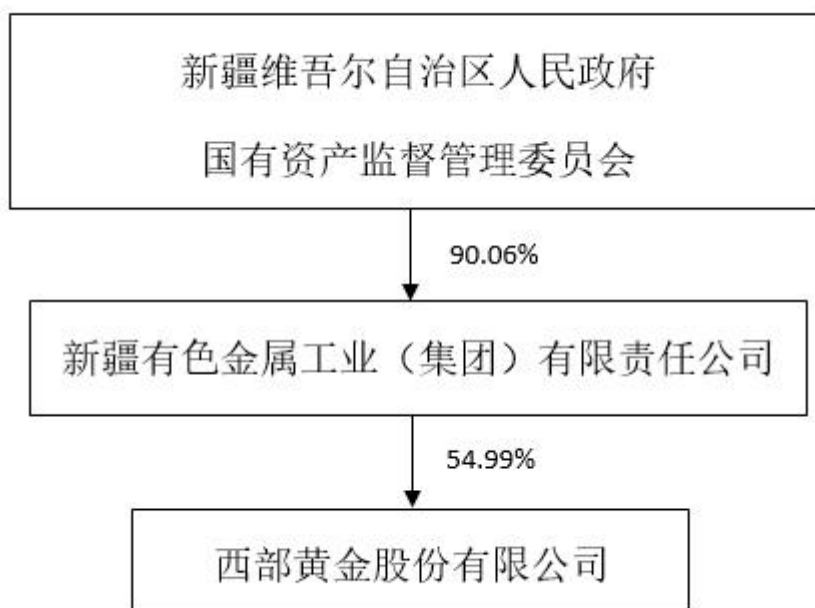 新疆维吾尔自治区人民政府
国有资产监督管理委员会
90.06%
新疆有色金属工业（集团）有限责任公司
54.99%
西部黄金股份有限公司